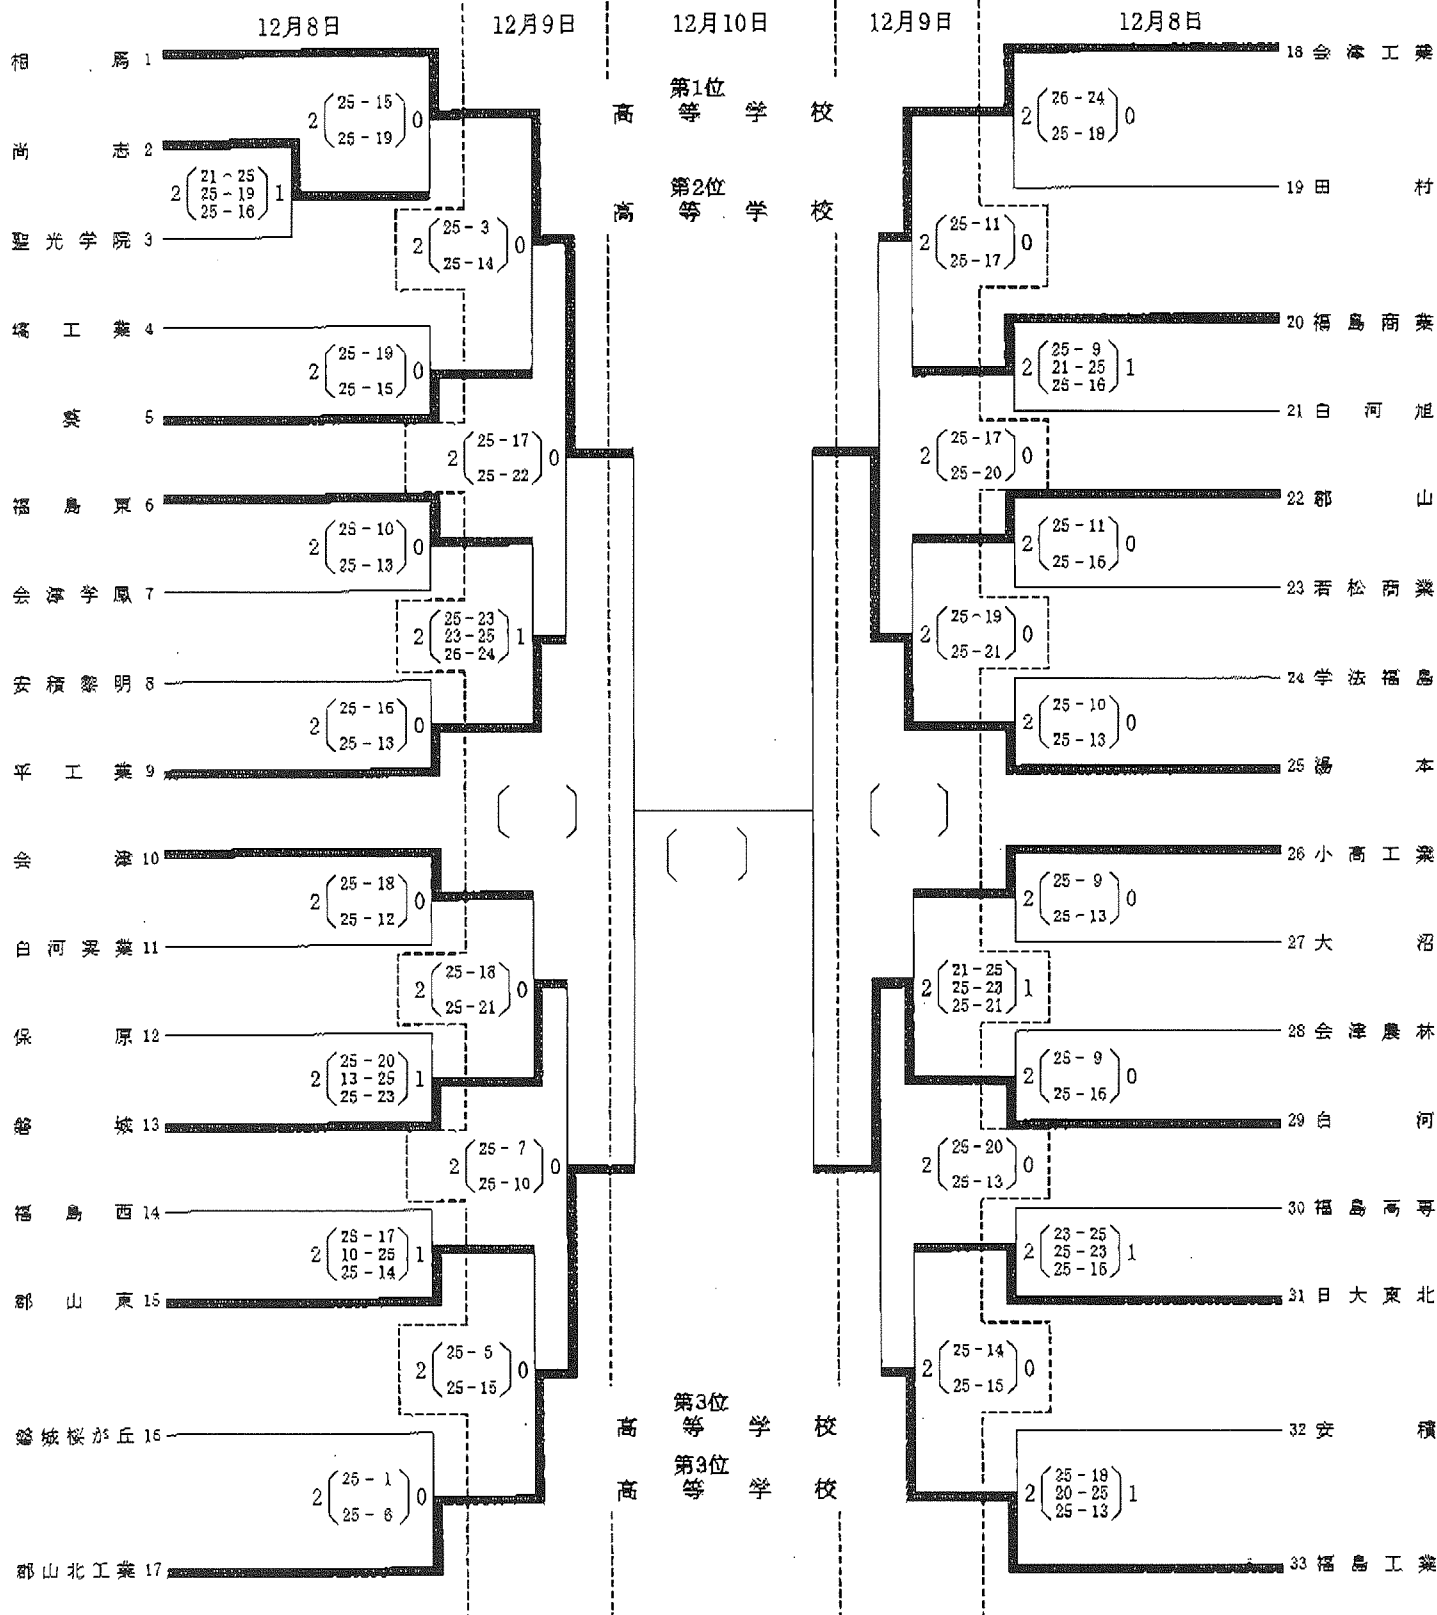 12月8日 12月9日 12月10日 12月9日 12月8日
第1位
高 等 学 校
第2位
高 等 学 校
相 馬 1
2 (25-15 25-19) 0
尚 志 2
2 (21-25 25-19 25-16) 1
聖 光 学 院 3
2 (25-3 25-14) 0
塙 工 業 4
2 (25-19 25-15) 0
葵 5
2 (25-17 25-22) 0
福 島 東 6
2 (25-10 25-13) 0
会 津 学 鳳 7
2 (25-23 23-25 26-24) 1
安 積 黎 明 8
2 (25-16 25-13) 0
平 工 業 9
会 津 10
2 (25-18 25-12) 0
白 河 実 業 11
2 (25-18 25-21) 0
保 原 12
2 (25-20 13-25 25-23) 1
磐 城 13
2 (25-7 25-10) 0
福 島 西 14
2 (25-17 10-25 25-14) 1
郡 山 東 15
2 (25-5 25-15) 0
磐城桜が丘 16
2 (25-1 25-6) 0
郡山北工業 17
18 会 津 工 業
2 (26-24 25-18) 0
19 田 村
2 (25-11 25-17) 0
20 福 島 商 業
2 (25-9 21-25 25-16) 1
21 白 河 旭
2 (25-17 25-20) 0
22 郡 山
2 (25-11 25-16) 0
23 若 松 商 業
2 (25-19 25-21) 0
24 学 法 福 島
2 (25-10 25-13) 0
25 湯 本
26 小 高 工 業
2 (25-9 25-13) 0
27 大 沼
2 (21-25 25-23 25-21) 1
28 会 津 農 林
2 (25-9 25-16) 0
29 白 河
2 (25-20 25-13) 0
30 福 島 高 専
2 (23-25 25-23 25-15) 1
31 日 大 東 北
2 (25-14 25-15) 0
32 安 積
2 (25-18 20-25 25-13) 1
33 福 島 工 業
第3位
高 等 学 校
第3位
高 等 学 校